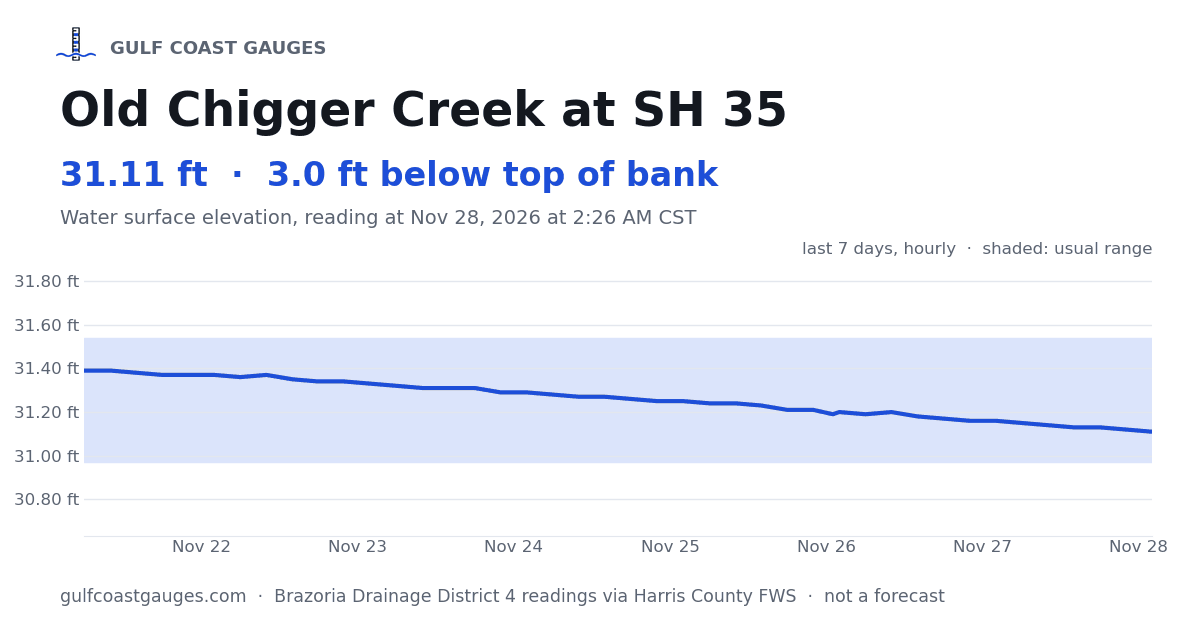 GULF COAST GAUGES
Old Chigger Creek at SH 35
31.11 ft · 3.0 ft below top of bank
Water surface elevation, reading at Nov 28, 2026 at 2:26 AM CST
last 7 days, hourly · shaded: usual range
31.80 ft
31.60 ft
31.40 ft
31.20 ft
31.00 ft
30.80 ft
Nov 22 Nov 23 Nov 24 Nov 25 Nov 26 Nov 27 Nov 28
gulfcoastgauges.com · Brazoria Drainage District 4 readings via Harris County FWS · not a forecast